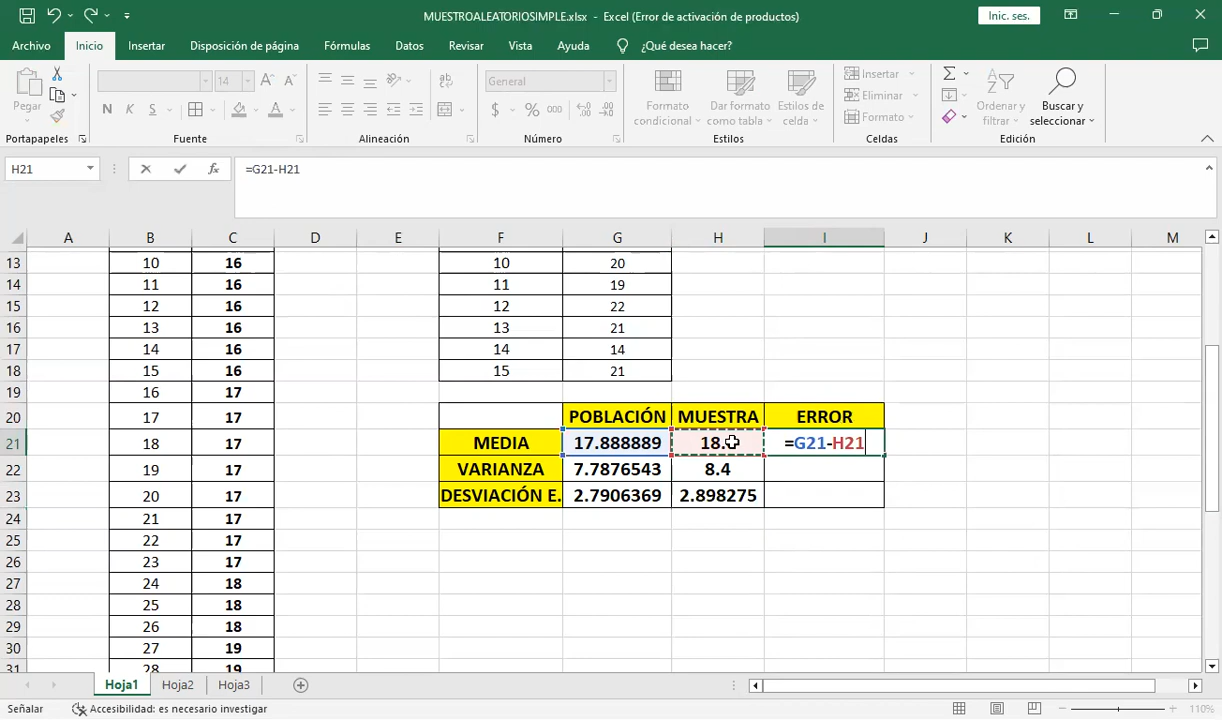 MUESTROALEATORIOSIMPLE.xlsx - Excel (Error de activación de productos)
Inic. ses.
Archivo Inicio Insertar Disposición de página Fórmulas Datos Revisar Vista Ayuda ¿Qué desea hacer?
Pegar
N K S
14 A A
ab
General
$ % 000
Formato condicional
Dar formato como tabla
Estilos de celda
Insertar
Eliminar
Formato
Ordenar y filtrar
Buscar y seleccionar
Portapapeles Fuente Alineación Número Estilos Celdas Edición
H21 fx =G21-H21
A B C D E F G H I J K L M
13 10 16 10 20
14 11 16 11 19
15 12 16 12 22
16 13 16 13 21
17 14 16 14 14
18 15 16 15 21
19 16 17
20 17 17 POBLACIÓN MUESTRA ERROR
21 18 17 MEDIA 17.888889 18. =G21-H21
22 19 17 VARIANZA 7.7876543 8.4
23 20 17 DESVIACIÓN E. 2.7906369 2.898275
24 21 17
25 22 17
26 23 17
27 24 18
28 25 18
29 26 18
30 27 19
31 28 19
Hoja1 Hoja2 Hoja3
Señalar Accesibilidad: es necesario investigar 110%